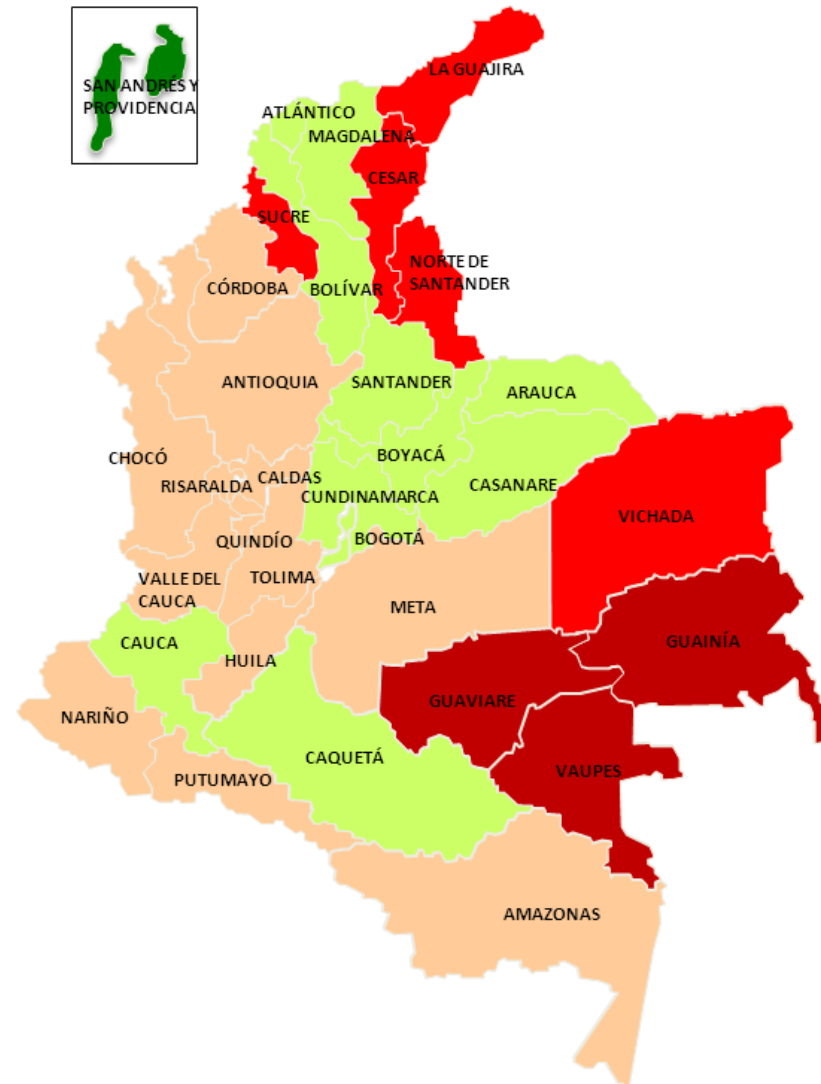 LA GUAJIRA
SAN ANDRÉS Y
PROVIDENCIA
ATLÁNTICO
MAGDALENA
CESAR
SUCRE
NORTE DE
SANTANDER
CÓRDOBA
BOLÍVAR
ANTIOQUIA
SANTANDER
ARAUCA
CHOCÓ
BOYACÁ
RISARALDA
CALDAS
CUNDINAMARCA
CASANARE
VICHADA
QUINDÍO
BOGOTÁ
VALLE DEL
CAUCA
TOLIMA
META
CAUCA
GUAINÍA
HUILA
GUAVIARE
NARIÑO
CAQUETÁ
VAUPES
PUTUMAYO
AMAZONAS